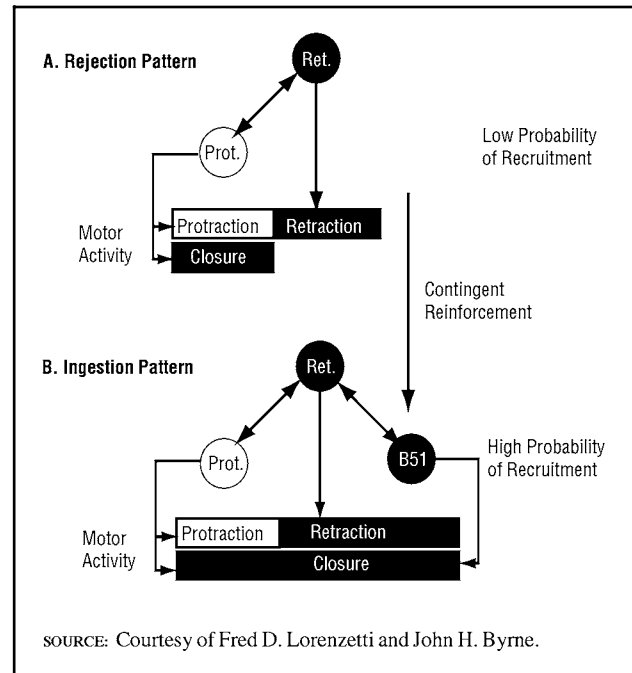 A. Rejection Pattern
Ret.
Prot.
Low Probability
of Recruitment
Protraction Retraction
Motor
Activity
Closure
Contingent
Reinforcement
B. Ingestion Pattern
Ret.
Prot.
B51
High Probability
of Recruitment
Protraction Retraction
Motor
Activity
Closure
SOURCE: Courtesy of Fred D. Lorenzetti and John H. Byrne.